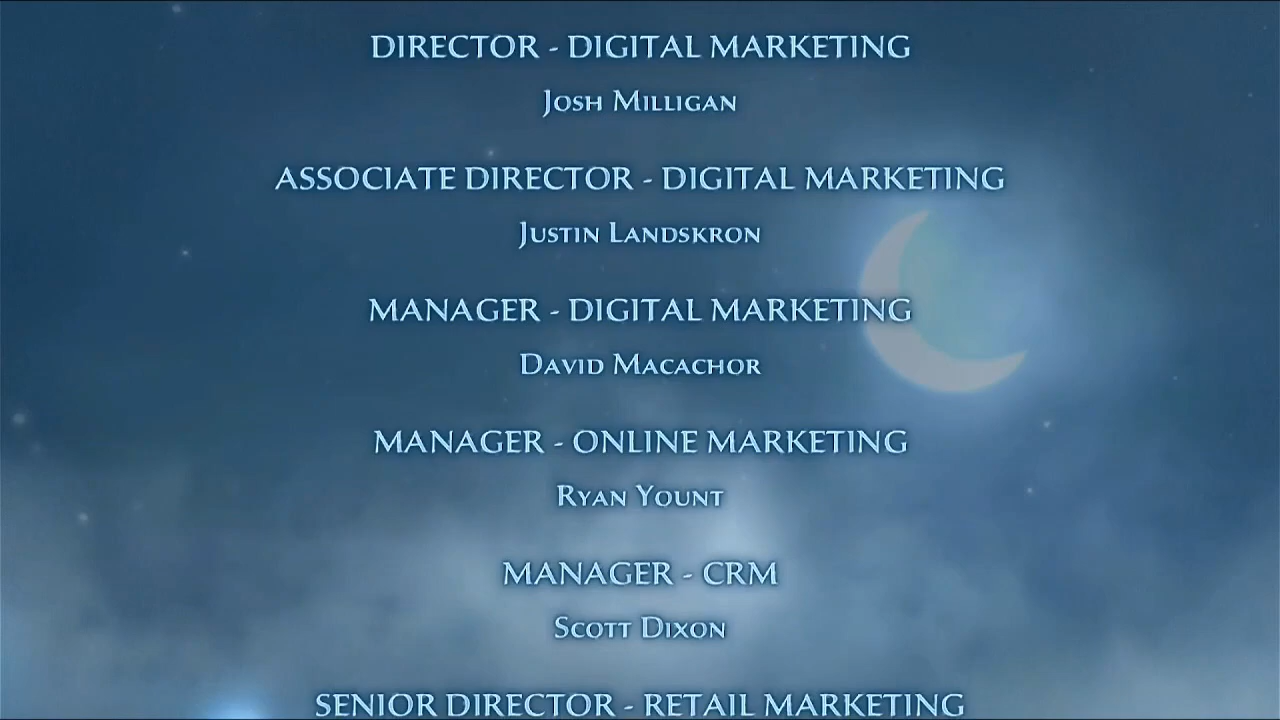 DIRECTOR - DIGITAL MARKETING
Josh Milligan
ASSOCIATE DIRECTOR - DIGITAL MARKETING
Justin Landskron
MANAGER - DIGITAL MARKETING
David Macachor
MANAGER - ONLINE MARKETING
Ryan Yount
MANAGER - CRM
Scott Dixon
SENIOR DIRECTOR - RETAIL MARKETING